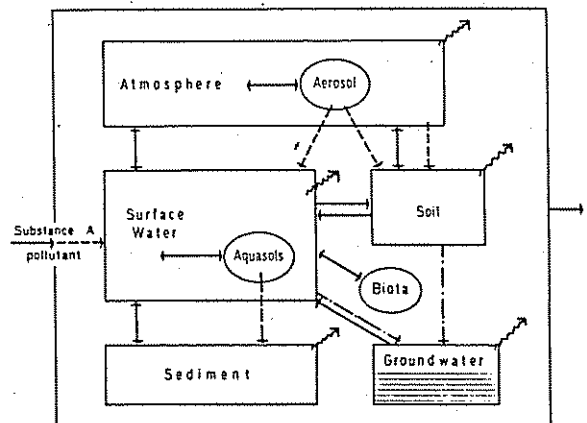 Atmosphere
Aerosol
Surface
Water
Soil
Substance A
pollutant
Aquasols
Biota
Groundwater
Sediment